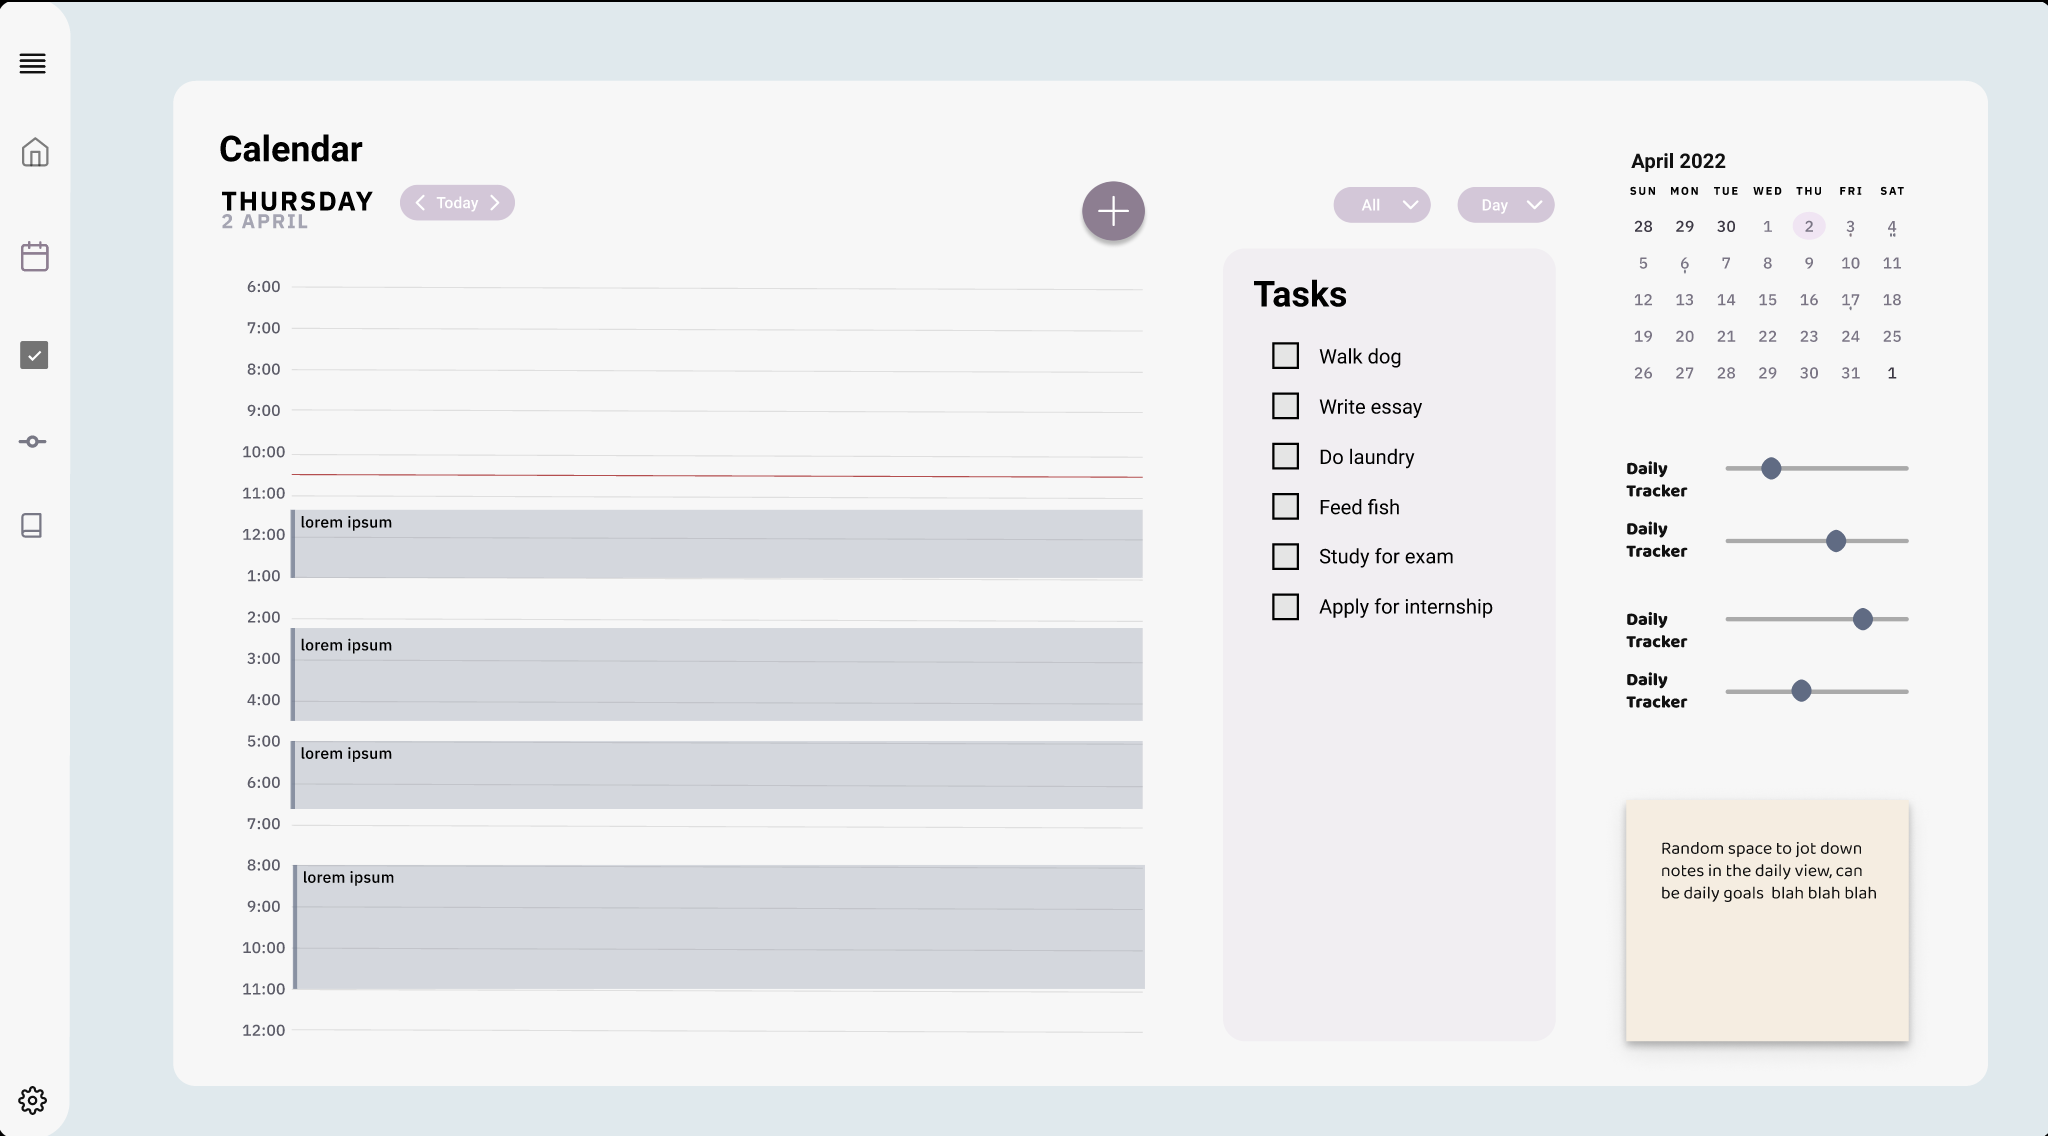 Calendar
THURSDAY
2 APRIL
Today
6:00
7:00
8:00
9:00
10:00
11:00
lorem ipsum
12:00
1:00
2:00
lorem ipsum
3:00
4:00
5:00
lorem ipsum
6:00
7:00
8:00
lorem ipsum
9:00
10:00
11:00
12:00
All
Day
Tasks
Walk dog
Write essay
Do laundry
Feed fish
Study for exam
Apply for internship
April 2022
SUN MON TUE WED THU FRI SAT
28 29 30 1 2 3 4
5 6 7 8 9 10 11
12 13 14 15 16 17 18
19 20 21 22 23 24 25
26 27 28 29 30 31 1
Daily
Tracker
Daily
Tracker
Daily
Tracker
Daily
Tracker
Random space to jot down
notes in the daily view, can
be daily goals blah blah blah